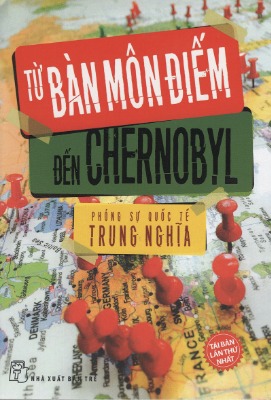 TỪ BÀN MÔN ĐIẾM
ĐẾN CHERNOBYL
PHÓNG SỰ QUỐC TẾ
TRUNG NGHĨA
DENMARK
TÁI BẢN
LẦN THỨ
NHẤT
NHÀ XUẤT BẢN TRẺ